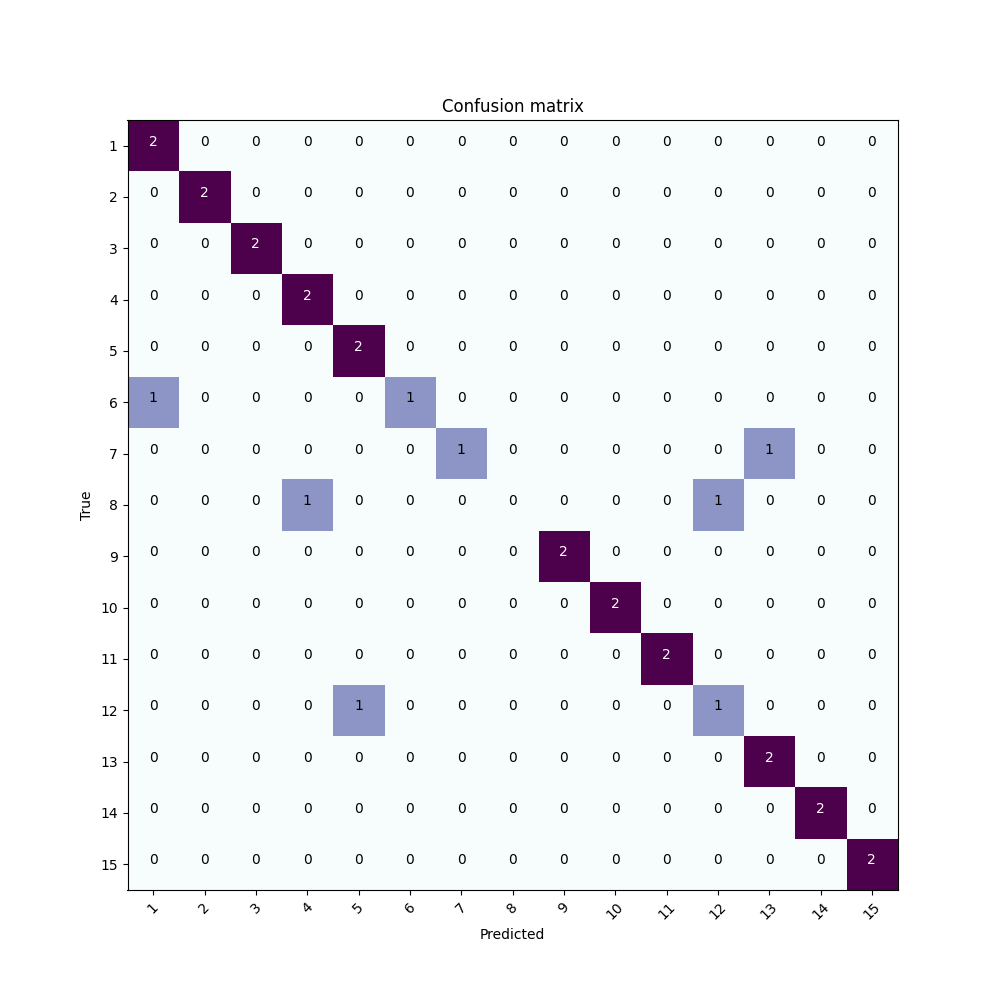 Confusion matrix
1 2 0 0 0 0 0 0 0 0 0 0 0 0 0 0
2 0 2 0 0 0 0 0 0 0 0 0 0 0 0 0
3 0 0 2 0 0 0 0 0 0 0 0 0 0 0 0
4 0 0 0 2 0 0 0 0 0 0 0 0 0 0 0
5 0 0 0 0 2 0 0 0 0 0 0 0 0 0 0
6 1 0 0 0 0 1 0 0 0 0 0 0 0 0 0
7 0 0 0 0 0 0 1 0 0 0 0 0 1 0 0
True
8 0 0 0 1 0 0 0 0 0 0 0 1 0 0 0
9 0 0 0 0 0 0 0 0 2 0 0 0 0 0 0
10 0 0 0 0 0 0 0 0 0 2 0 0 0 0 0
11 0 0 0 0 0 0 0 0 0 0 2 0 0 0 0
12 0 0 0 0 1 0 0 0 0 0 0 1 0 0 0
13 0 0 0 0 0 0 0 0 0 0 0 0 2 0 0
14 0 0 0 0 0 0 0 0 0 0 0 0 0 2 0
15 0 0 0 0 0 0 0 0 0 0 0 0 0 0 2
1 2 3 4 5 6 7 8 9 10 11 12 13 14 15
Predicted